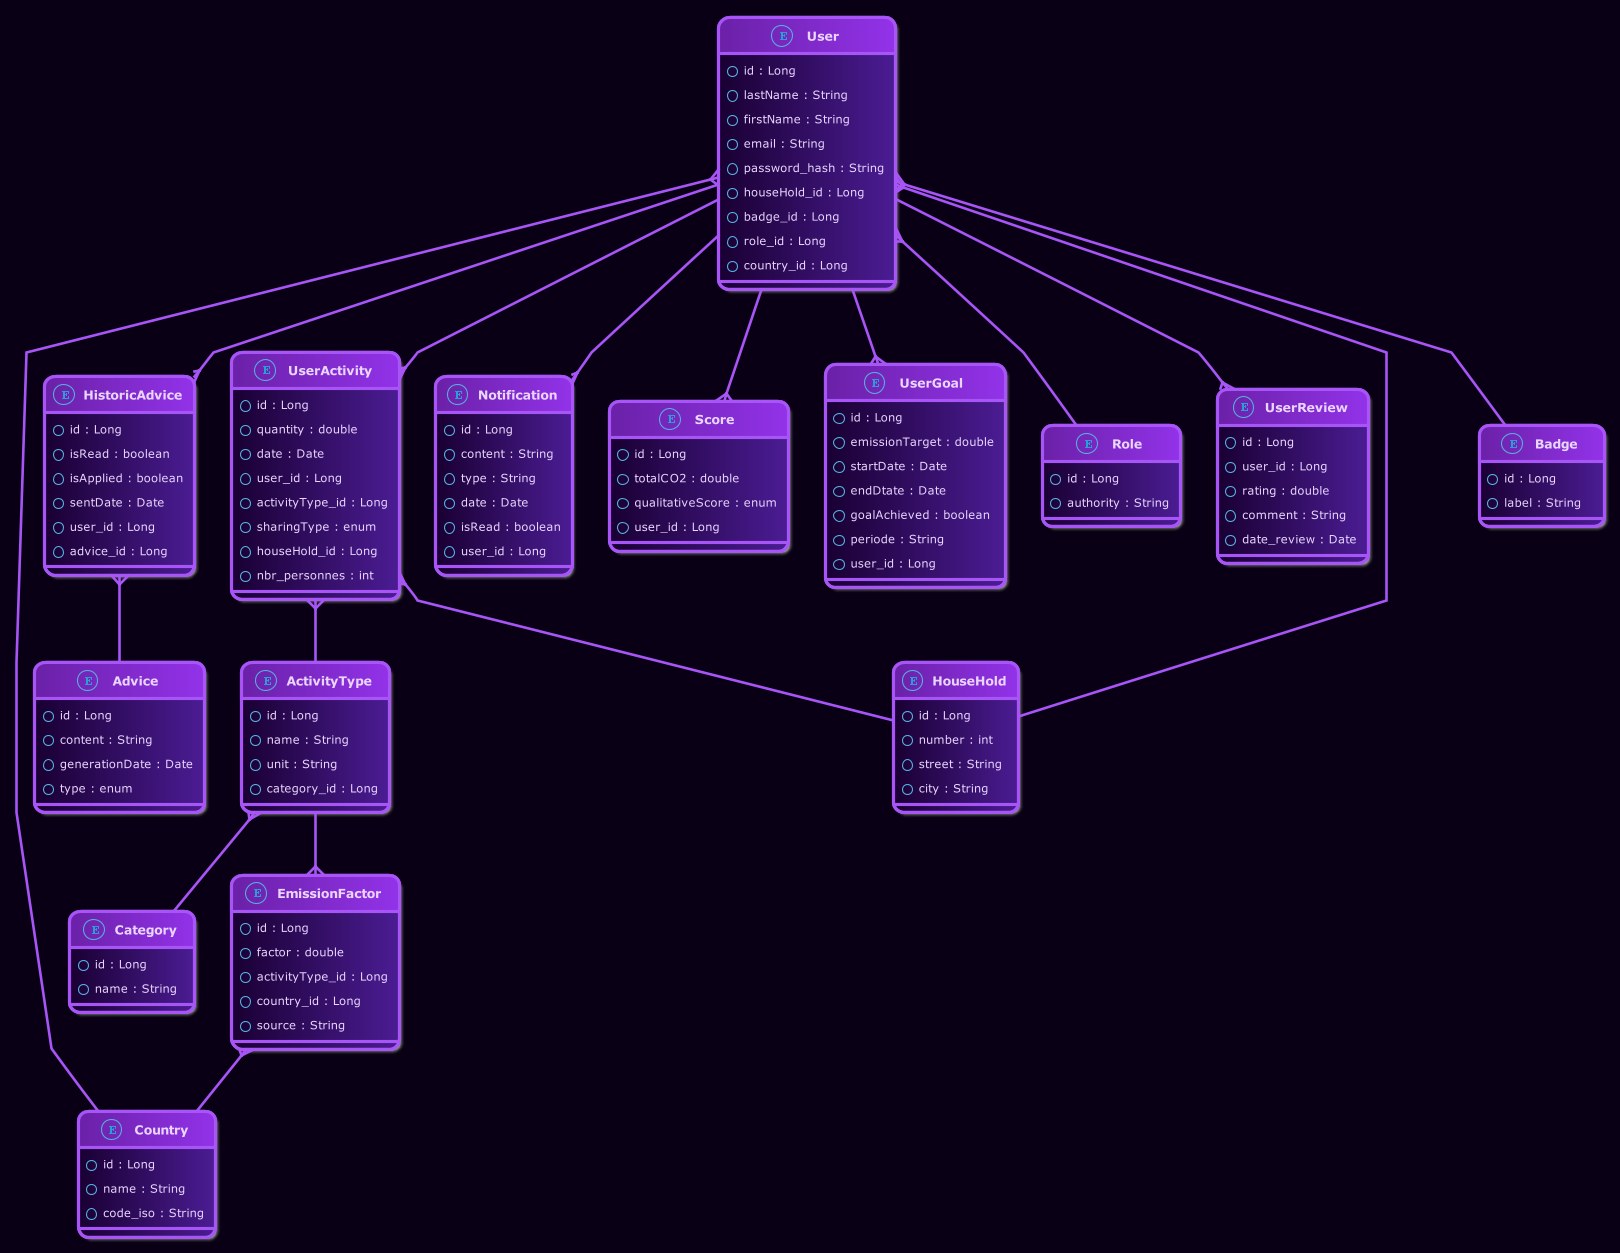 E User
id : Long
lastName : String
firstName : String
email : String
password_hash : String
houseHold_id : Long
badge_id : Long
role_id : Long
country_id : Long
E HistoricAdvice
id : Long
isRead : boolean
isApplied : boolean
sentDate : Date
user_id : Long
advice_id : Long
E UserActivity
id : Long
quantity : double
date : Date
user_id : Long
activityType_id : Long
sharingType : enum
houseHold_id : Long
nbr_personnes : int
E Notification
id : Long
content : String
type : String
date : Date
isRead : boolean
user_id : Long
E Score
id : Long
totalCO2 : double
qualitativeScore : enum
user_id : Long
E UserGoal
id : Long
emissionTarget : double
startDate : Date
endDtate : Date
goalAchieved : boolean
periode : String
user_id : Long
E Role
id : Long
authority : String
E UserReview
id : Long
user_id : Long
rating : double
comment : String
date_review : Date
E Badge
id : Long
label : String
E Advice
id : Long
content : String
generationDate : Date
type : enum
E ActivityType
id : Long
name : String
unit : String
category_id : Long
E HouseHold
id : Long
number : int
street : String
city : String
E Category
id : Long
name : String
E EmissionFactor
id : Long
factor : double
activityType_id : Long
country_id : Long
source : String
E Country
id : Long
name : String
code_iso : String